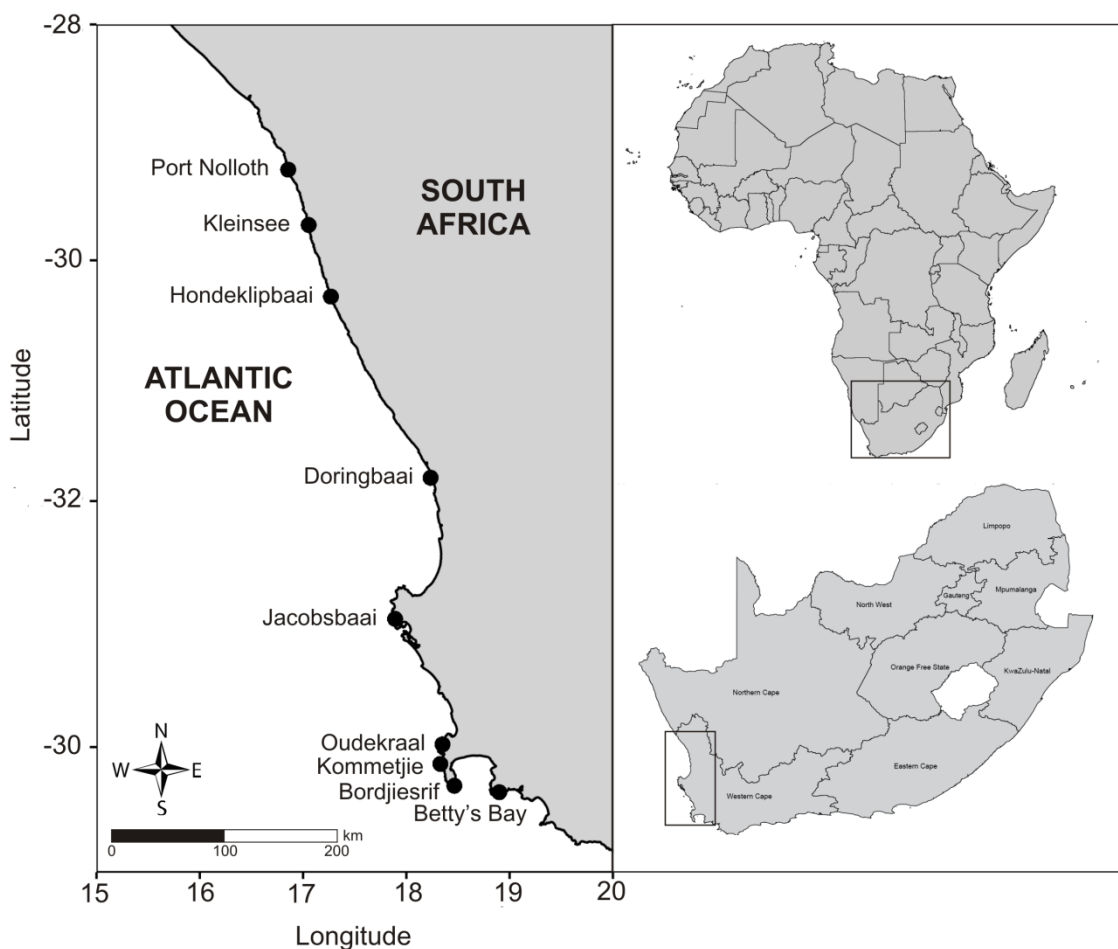 -28
Port Nolloth
SOUTH
AFRICA
Kleinsee
-30
Hondeklipbaai
ATLANTIC
OCEAN
Latitude
Doringbaai
-32
Jacobsbaai
-30
Oudekraal
Kommetjie
Bordjiesrif
Betty's Bay
N
W
E
S
km
0
100
200
15
16
17
18
19
20
Longitude
Limpopo
Mpumalanga
Gauteng
North West
Orange Free State
KwaZulu-Natal
Northern Cape
Eastern Cape
Western Cape